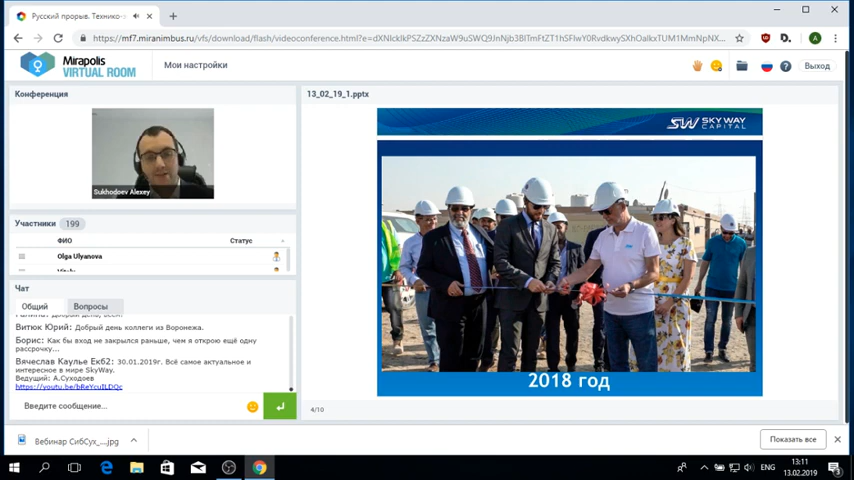 Русский прорыв. Технико-э
https://mf7.miranimbus.ru/vfs/download/flash/videoconference.html?e=
Mirapolis
VIRTUAL ROOM
Мои настройки
Выход
Конференция
Sukhodoev Alexey
Участники 199
ФИО Статус
Olga Ulyanova
Чат
Общий Вопросы
Витюк Юрий: Добрый день коллеги из Воронежа.
Борис: Как бы вход не закрылся раньше, чем я открою ещё одну
рассрочку...
Вячеслав Каулье Екб2: 30.01.2019г. Всё самое актуальное и
интересное в мире SkyWay.
Ведущий: А.Суходоев
https://youtu.be/bReYcuILDQc
Введите сообщение...
13_02_19_1.pptx
SW SKY WAY
CAPITAL
2018 год
4/10
Вебинар СибСух_....jpg
Показать все
ENG
13:11
13.02.2019